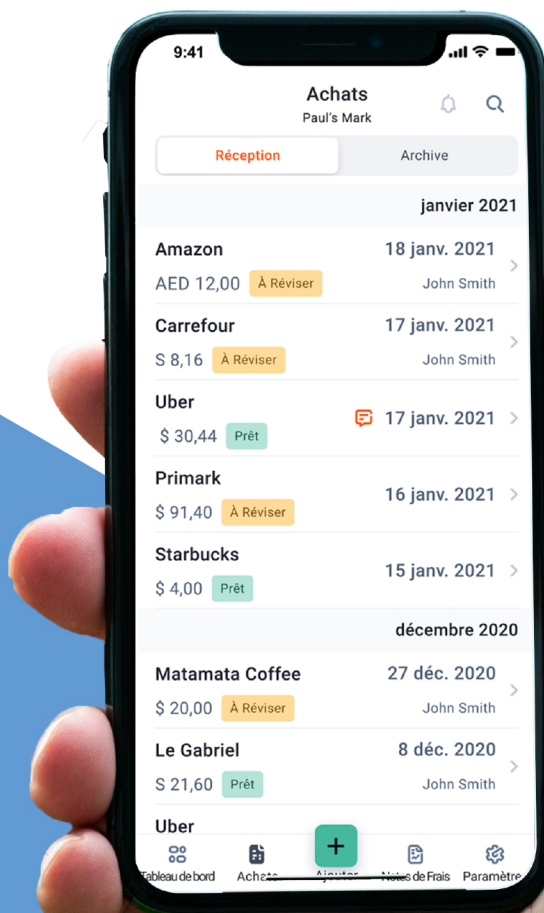 9:41
Achats
Paul's Mark
Réception
Archive
janvier 2021
Amazon
18 janv. 2021
AED 12,00 À Réviser
John Smith
Carrefour
17 janv. 2021
S 8,16 À Réviser
John Smith
Uber
17 janv. 2021
$ 30,44 Prêt
Primark
16 janv. 2021
$ 91,40 À Réviser
Starbucks
15 janv. 2021
$ 4,00 Prêt
décembre 2020
Matamata Coffee
27 déc. 2020
$ 20,00 À Réviser
John Smith
Le Gabriel
8 déc. 2020
S 21,60 Prêt
John Smith
Uber
Tableau de bord Achats Ajouter Notes de Frais Paramètre